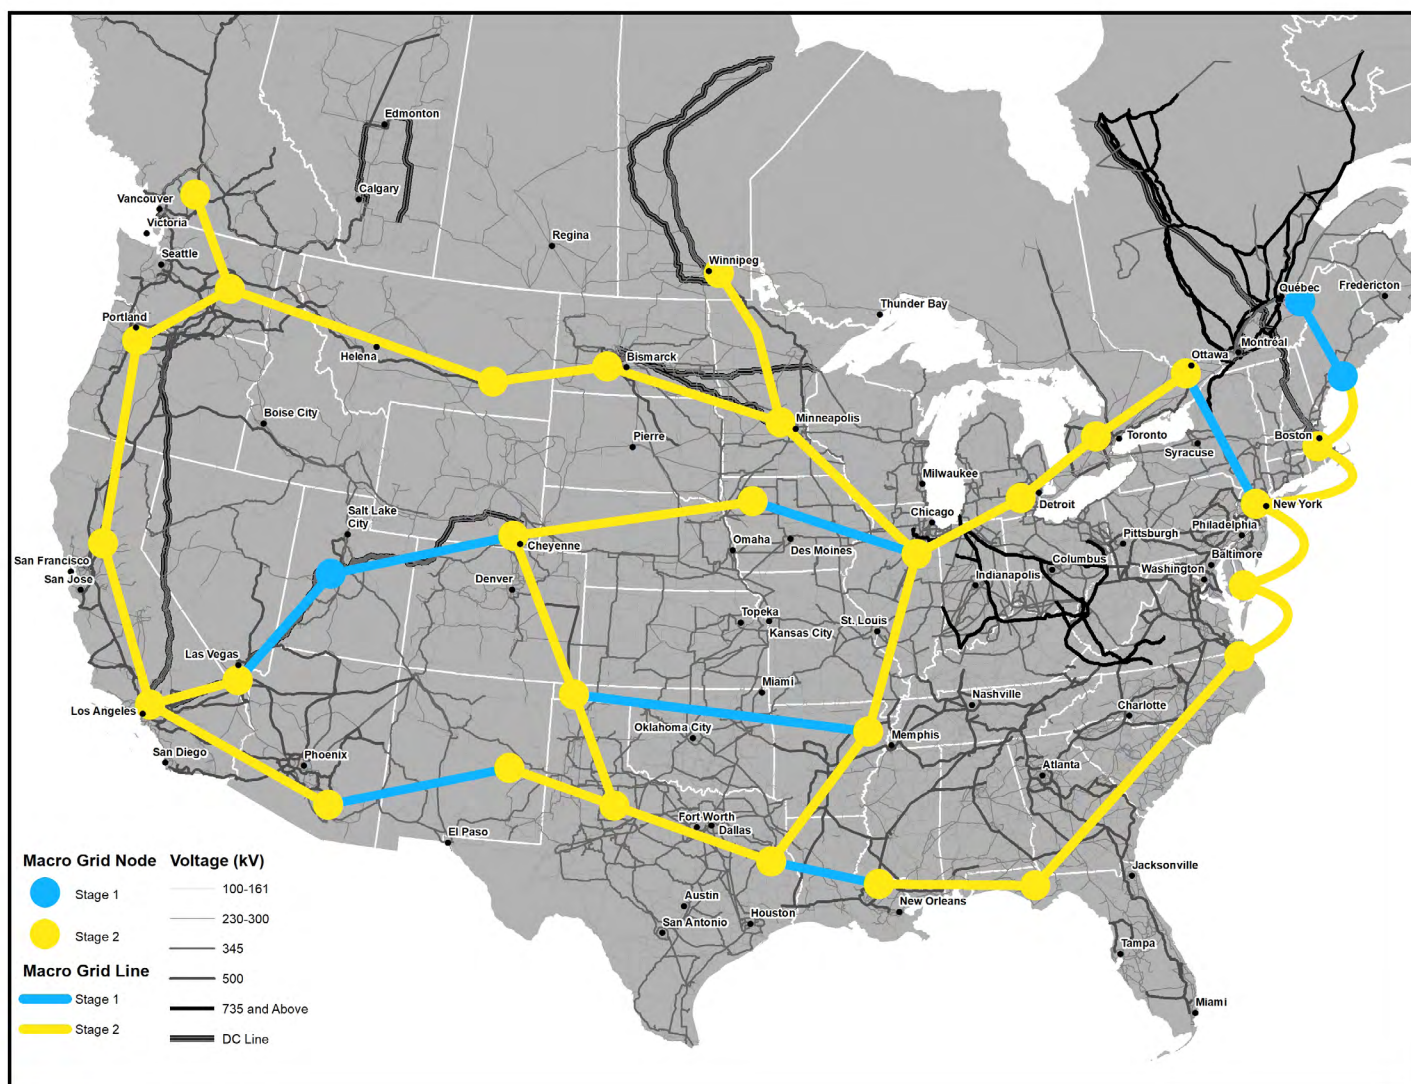 Edmonton
Calgary
Vancouver
Victoria
Regina
Seattle
Winnipeg
Québec
Fredericton
Thunder Bay
Portland
Helena
Bismarck
Montréal
Ottawa
Boise City
Minneapolis
Pierre
Toronto
Boston
Syracuse
Milwaukee
Detroit
New York
Salt Lake
City
Chicago
Philadelphia
Pittsburgh
Cheyenne
Omaha
Des Moines
Baltimore
San Francisco
Columbus
Washington
San Jose
Denver
Indianapolis
Topeka
Kansas City
St. Louis
Las Vegas
Miami
Nashville
Los Angeles
Charlotte
Oklahoma City
Memphis
San Diego
Phoenix
Atlanta
Fort Worth
Dallas
El Paso
Jacksonville
Austin
New Orleans
Houston
San Antonio
Tampa
Miami
Macro Grid Node
Stage 1
Stage 2
Macro Grid Line
Stage 1
Stage 2
Voltage (kV)
100-161
230-300
345
500
735 and Above
DC Line